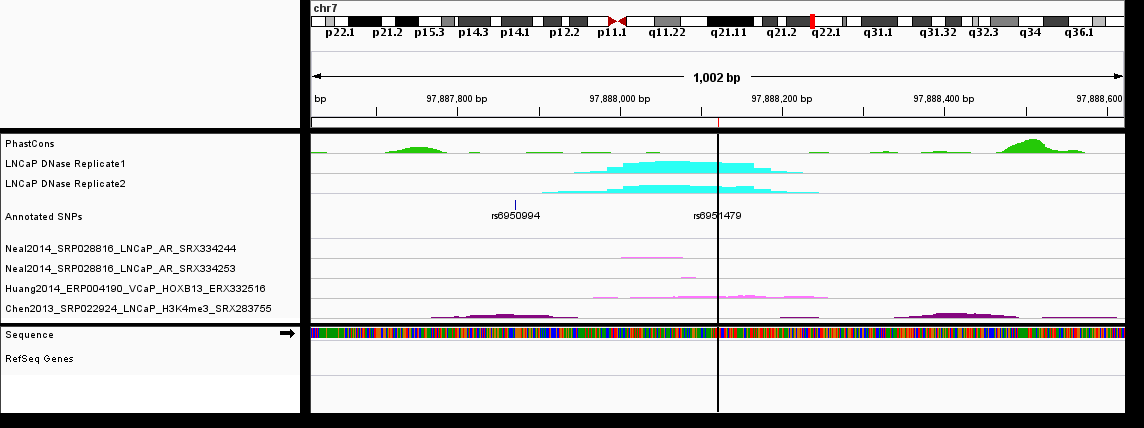 chr7
p22.1 p21.2 p15.3 p14.3 p14.1 p12.2 p11.1 q11.22 q21.11 q21.2 q22.1 q31.1 q31.32 q32.3 q34 q36.1
1,002 bp
bp 97,887,800 bp 97,888,000 bp 97,888,200 bp 97,888,400 bp 97,888,600
PhastCons
LNCaP DNase Replicate1
LNCaP DNase Replicate2
Annotated SNPs
rs6950994 rs6951479
Neal2014_SRP028816_LNCaP_AR_SRX334244
Neal2014_SRP028816_LNCaP_AR_SRX334253
Huang2014_ERP004190_VCaP_HOXB13_ERX332516
Chen2013_SRP022924_LNCaP_H3K4me3_SRX283755
Sequence
RefSeq Genes